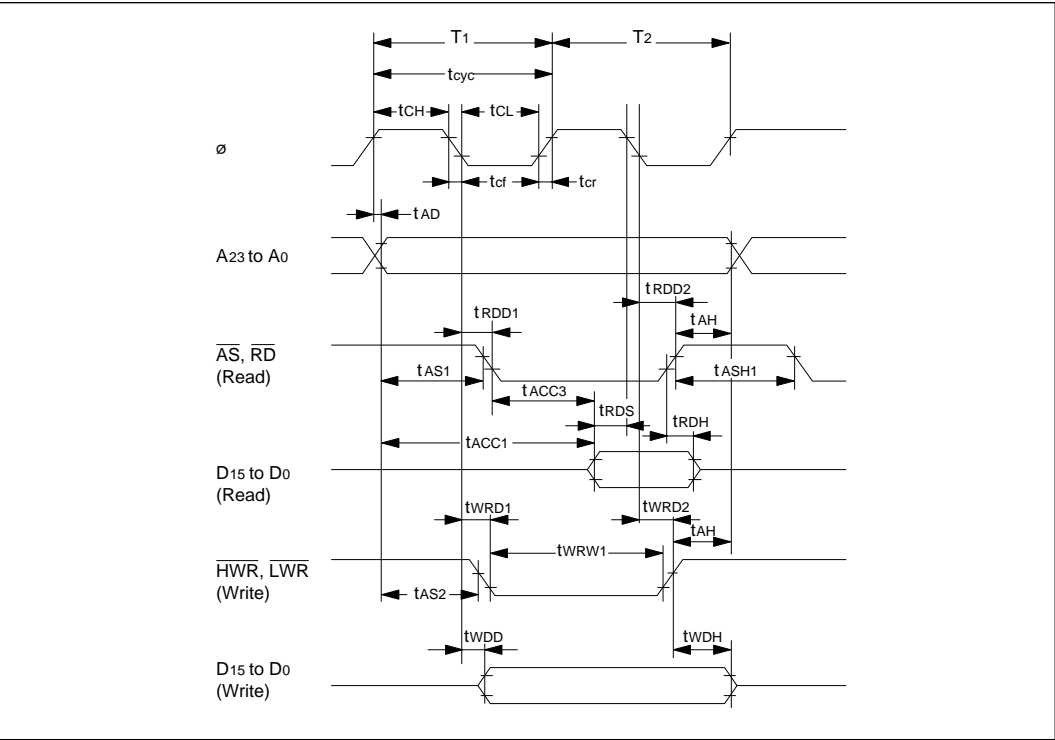 T1 T2
tcyc
tCH tCL
ø
tcf tcr
tAD
A23 to A0
tRDD2
tRDD1 tAH
AS, RD
(Read)
tAS1 tASH1
tACC3
tRDS tRDH
tACC1
D15 to D0
(Read)
tWRD1 tWRD2
tAH
tWRW1
HWR, LWR
(Write)
tAS2
tWDD tWDH
D15 to D0
(Write)